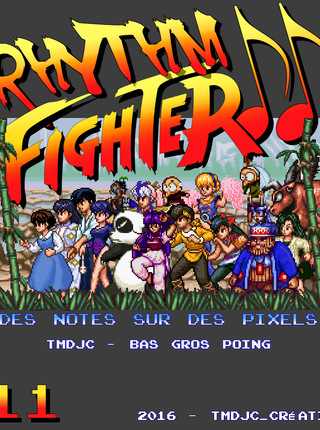 RHYTHM
FIGHTER
DES NOTES SUR DES PIXELS
TMDJC - BAS GROS POING
11
2016 - TMDJC_CRÉATI